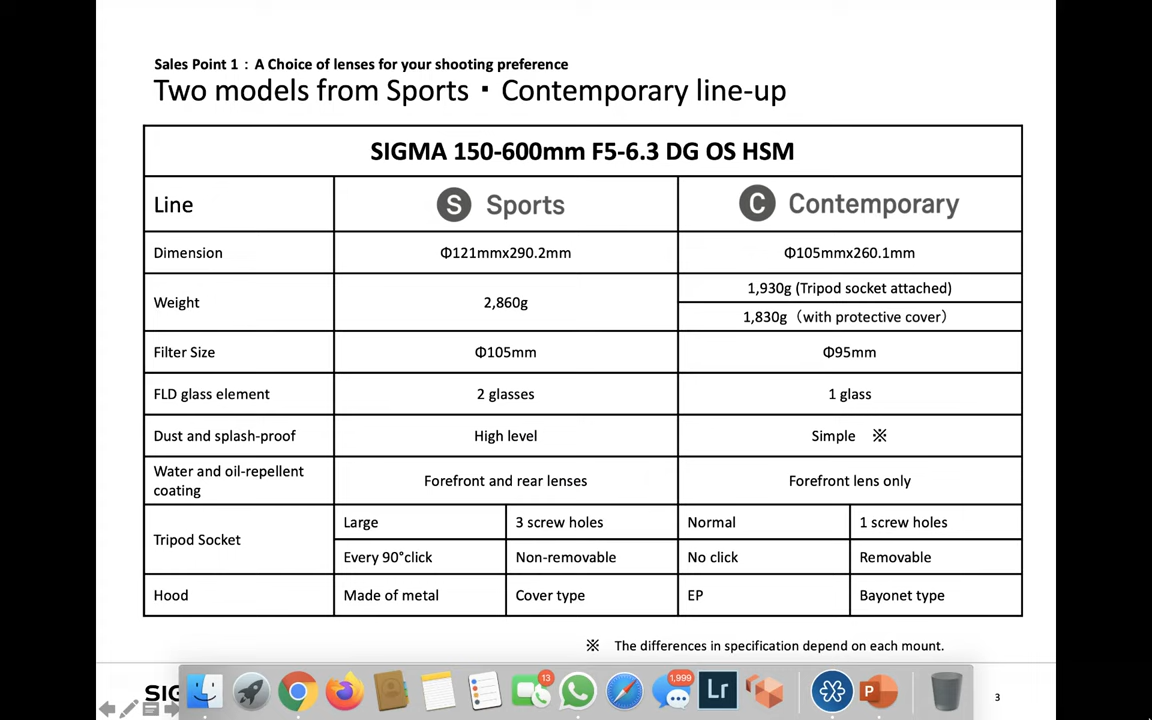 Sales Point 1：A Choice of lenses for your shooting preference
Two models from Sports・Contemporary line-up
SIGMA 150-600mm F5-6.3 DG OS HSM
Line
S Sports
C Contemporary
Dimension
Φ121mmx290.2mm
Φ105mmx260.1mm
Weight
2,860g
1,930g (Tripod socket attached)
1,830g（with protective cover）
Filter Size
Φ105mm
Φ95mm
FLD glass element
2 glasses
1 glass
Dust and splash-proof
High level
Simple ※
Water and oil-repellent
coating
Forefront and rear lenses
Forefront lens only
Tripod Socket
Large
3 screw holes
Normal
1 screw holes
Every 90°click
Non-removable
No click
Removable
Hood
Made of metal
Cover type
EP
Bayonet type
※ The differences in specification depend on each mount.
SIG
13
1,999
Lr
P
3